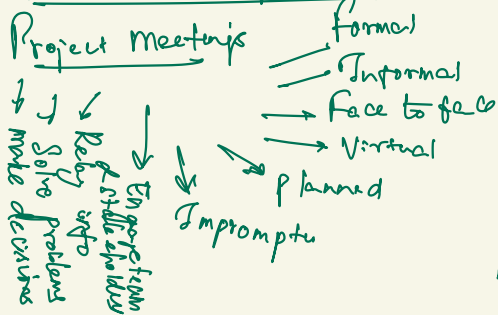 Project Meetings
Formal
Informal
Face to face
Virtual
Planned
Impromptu
Engage team
& stakeholders
Relay info
Solve problems
make decisions